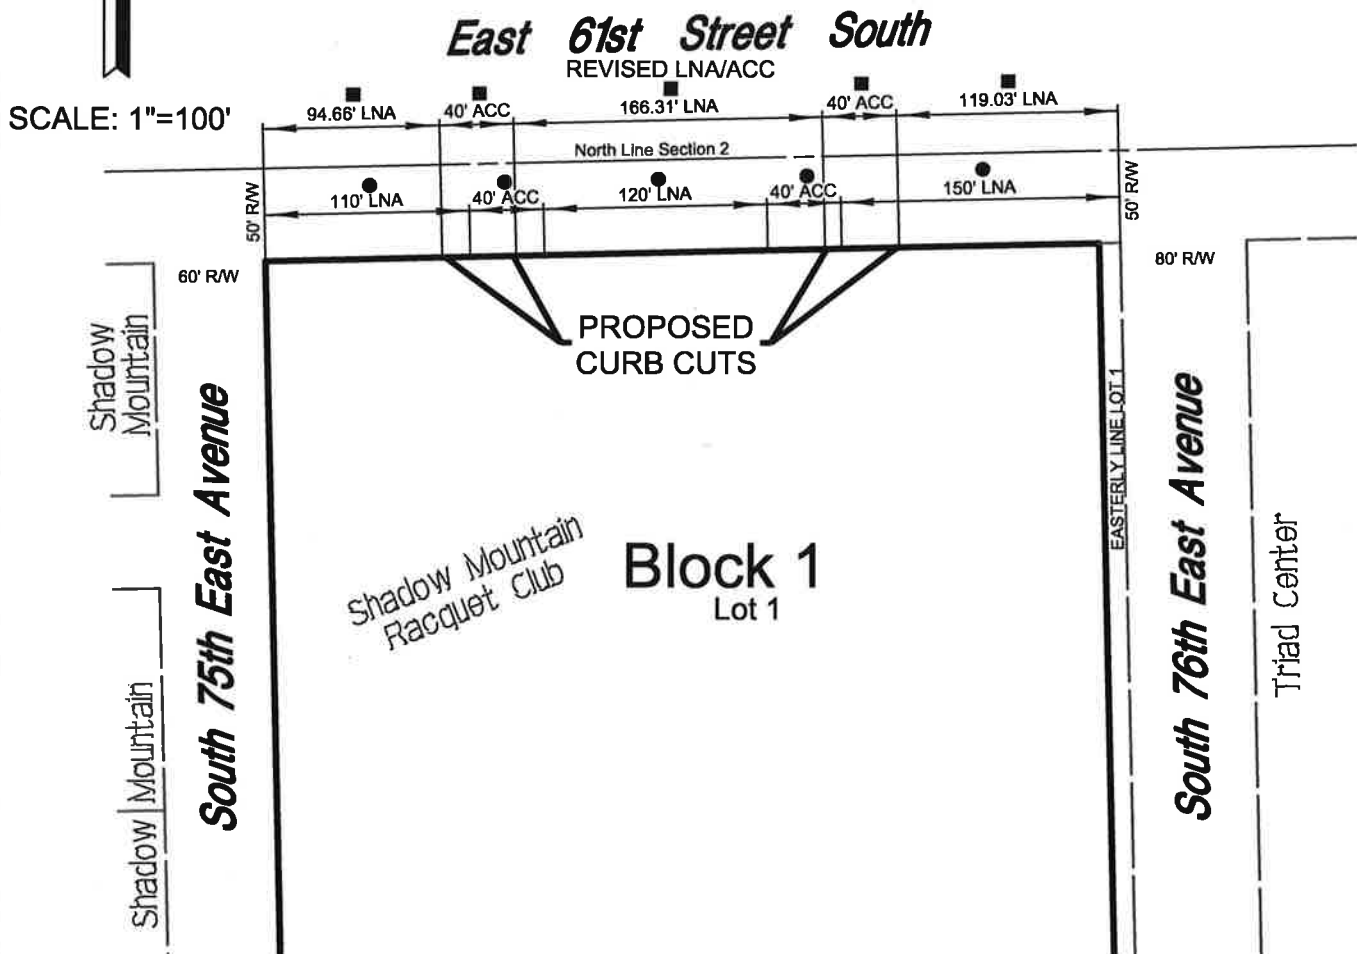 East 61st Street South
REVISED LNA/ACC
SCALE: 1"=100'
94.66' LNA
40' ACC
166.31' LNA
40' ACC
119.03' LNA
North Line Section 2
50' R/W
110' LNA
40' ACC
120' LNA
40' ACC
150' LNA
50' R/W
60' R/W
80' R/W
PROPOSED
CURB CUTS
Shadow
Mountain
South 75th East Avenue
EASTERLY LINE LOT 1
South 76th East Avenue
Shadow Mountain
Racquet Club
Block 1
Lot 1
Triad Center
Mountain
Shadow